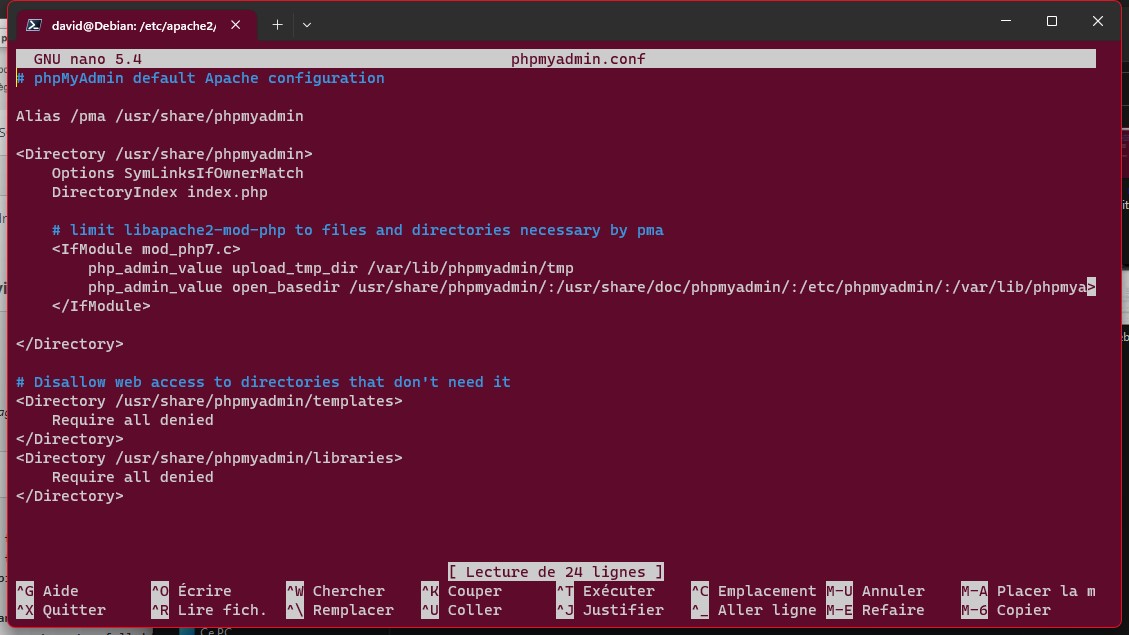 david@Debian: /etc/apache2/
GNU nano 5.4 phpmyadmin.conf
# phpMyAdmin default Apache configuration
Alias /pma /usr/share/phpmyadmin
<Directory /usr/share/phpmyadmin>
    Options SymLinksIfOwnerMatch
    DirectoryIndex index.php
    # limit libapache2-mod-php to files and directories necessary by pma
    <IfModule mod_php7.c>
        php_admin_value upload_tmp_dir /var/lib/phpmyadmin/tmp
        php_admin_value open_basedir /usr/share/phpmyadmin/:/usr/share/doc/phpmyadmin/:/etc/phpmyadmin/:/var/lib/phpmya>
    </IfModule>
</Directory>
# Disallow web access to directories that don't need it
<Directory /usr/share/phpmyadmin/templates>
    Require all denied
</Directory>
<Directory /usr/share/phpmyadmin/libraries>
    Require all denied
</Directory>
[ Lecture de 24 lignes ]
^G Aide ^O Écrire ^W Chercher ^K Couper ^T Exécuter ^C Emplacement M-U Annuler M-A Placer la m
^X Quitter ^R Lire fich. ^\ Remplacer ^U Coller ^J Justifier ^_ Aller ligne M-E Refaire M-6 Copier
Ce PC